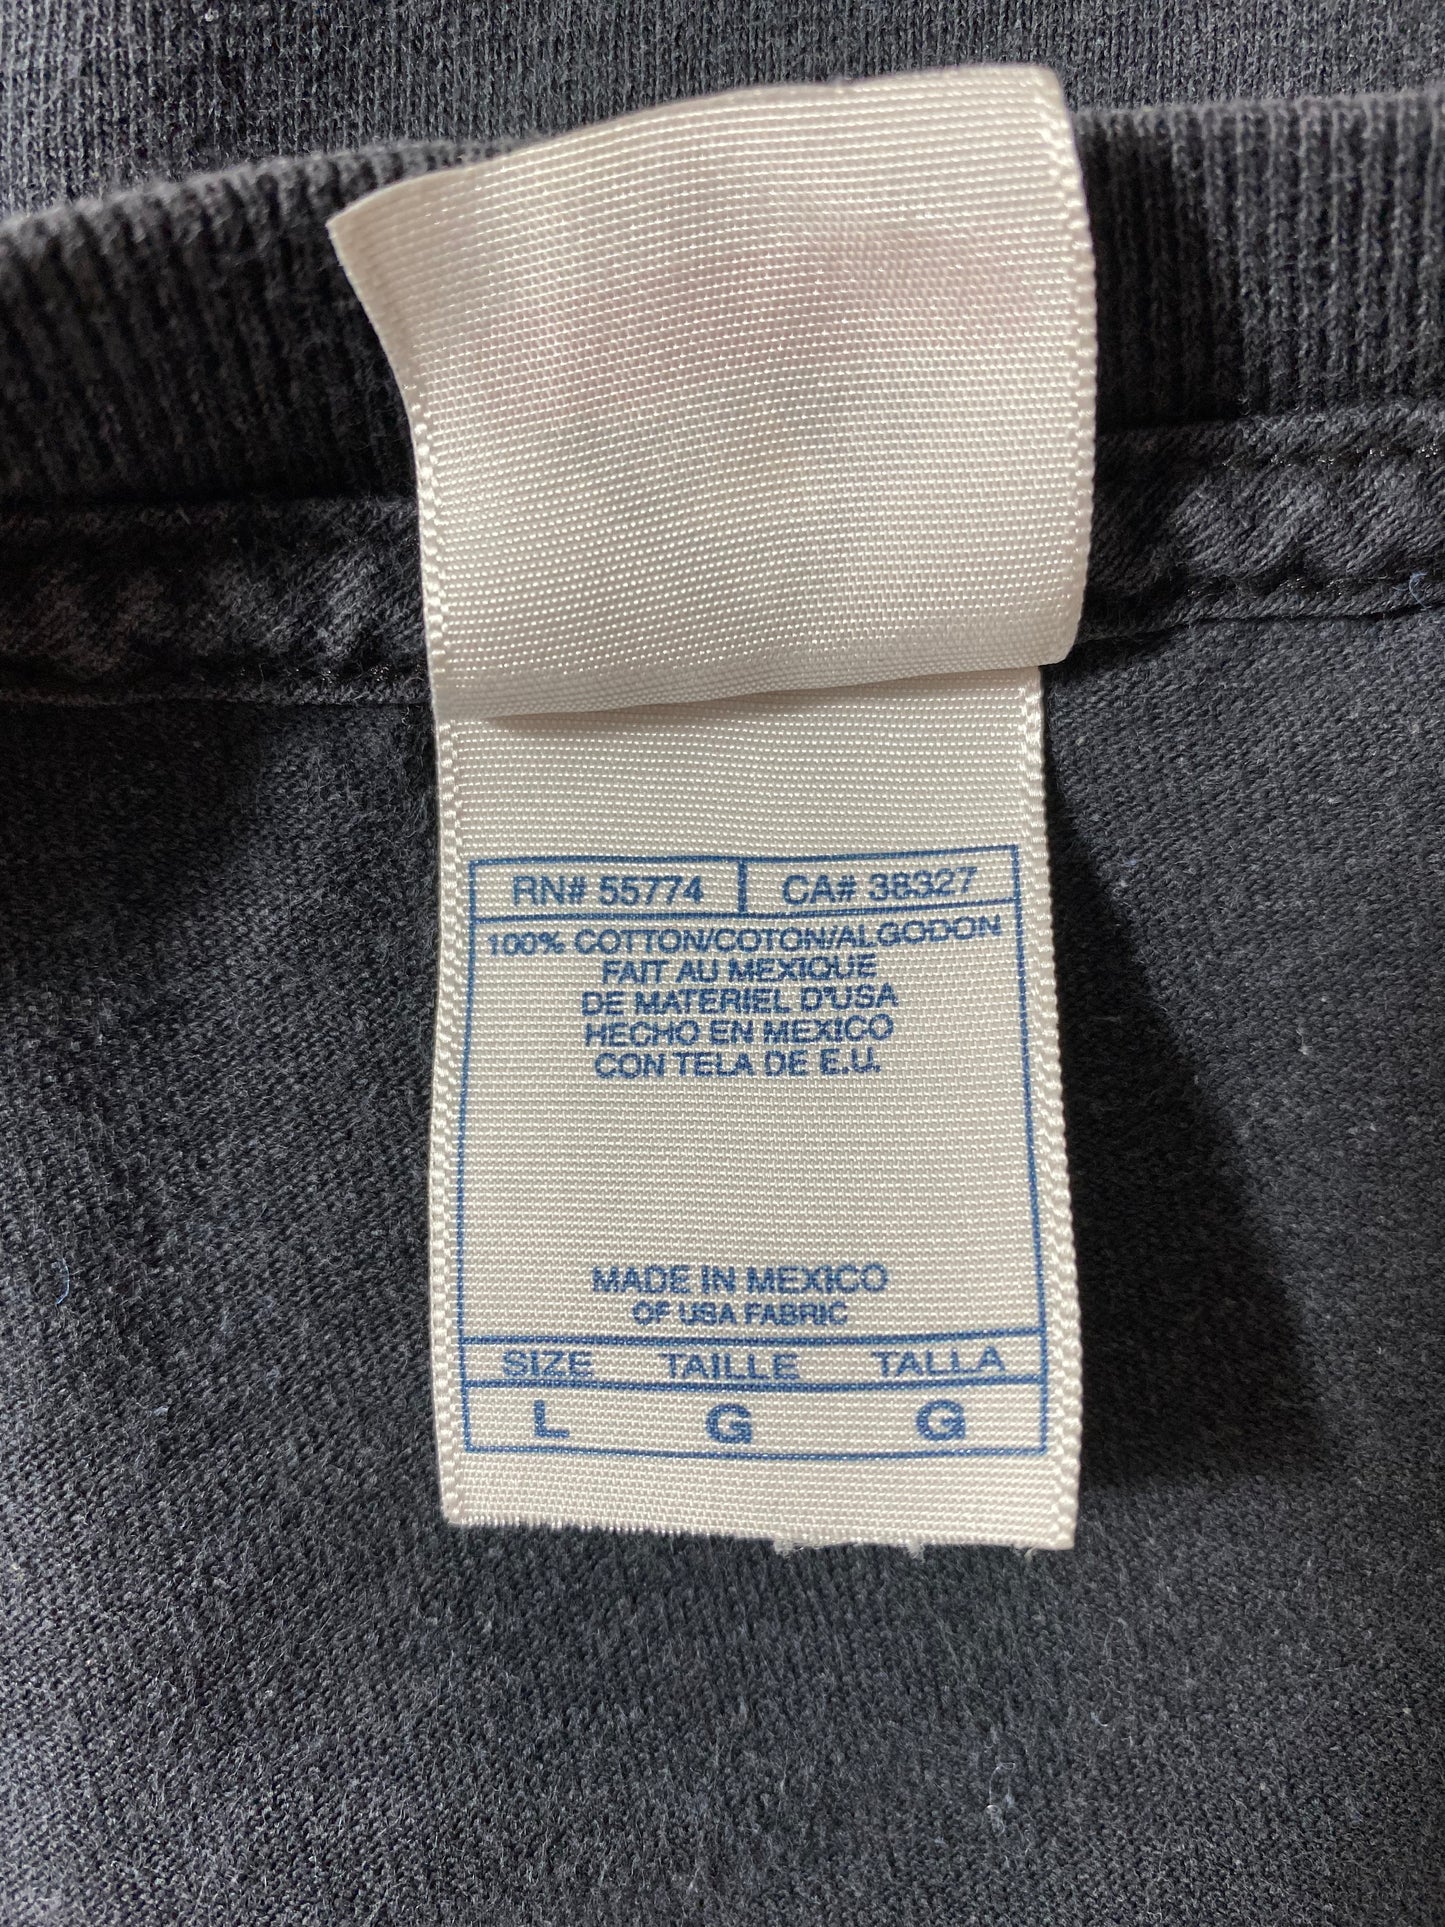 RN# 55774 CA# 38327
100% COTTON/COTON/ALGODON
FAIT AU MEXIQUE
DE MATERIEL D'USA
HECHO EN MEXICO
CON TELA DE E.U.
MADE IN MEXICO
OF USA FABRIC
SIZE TAILLE TALLA
L G G